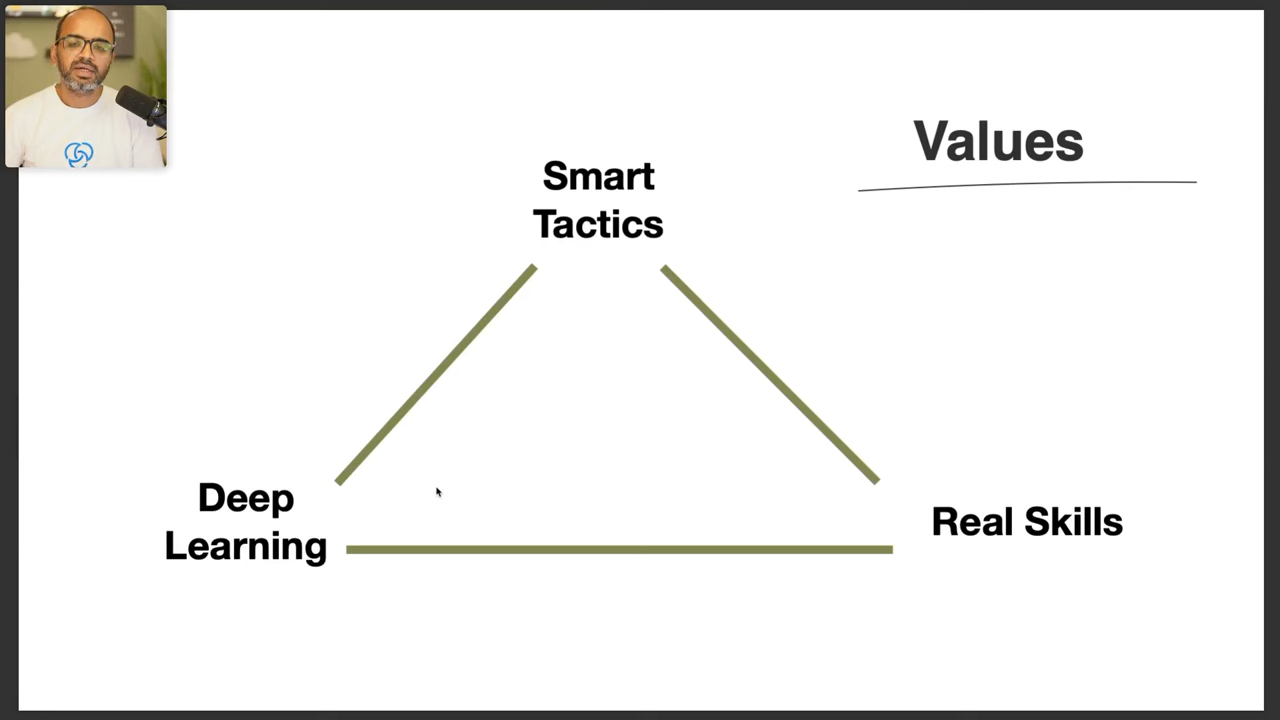 Values
Smart
Tactics
Deep
Learning
Real Skills